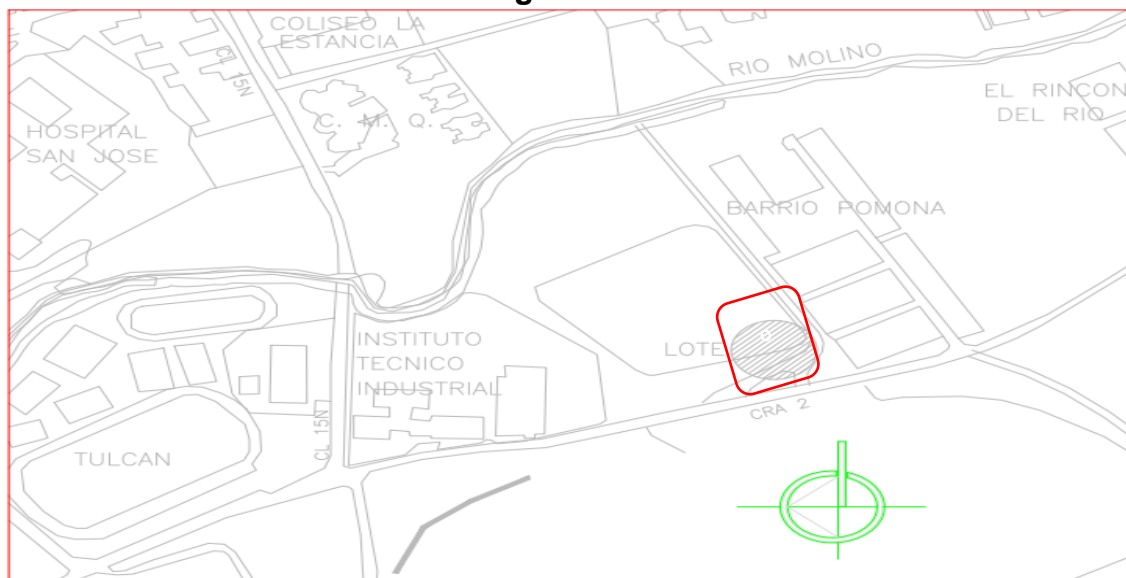 COLISEO LA
ESTANCIA
CL 15N
RIO MOLINO
EL RINCON
DEL RIO
HOSPITAL
SAN JOSE
C. M. Q.
BARRIO POMONA
INSTITUTO
TECNICO
INDUSTRIAL
LOTE
CRA 2
CL 15N
TULCAN